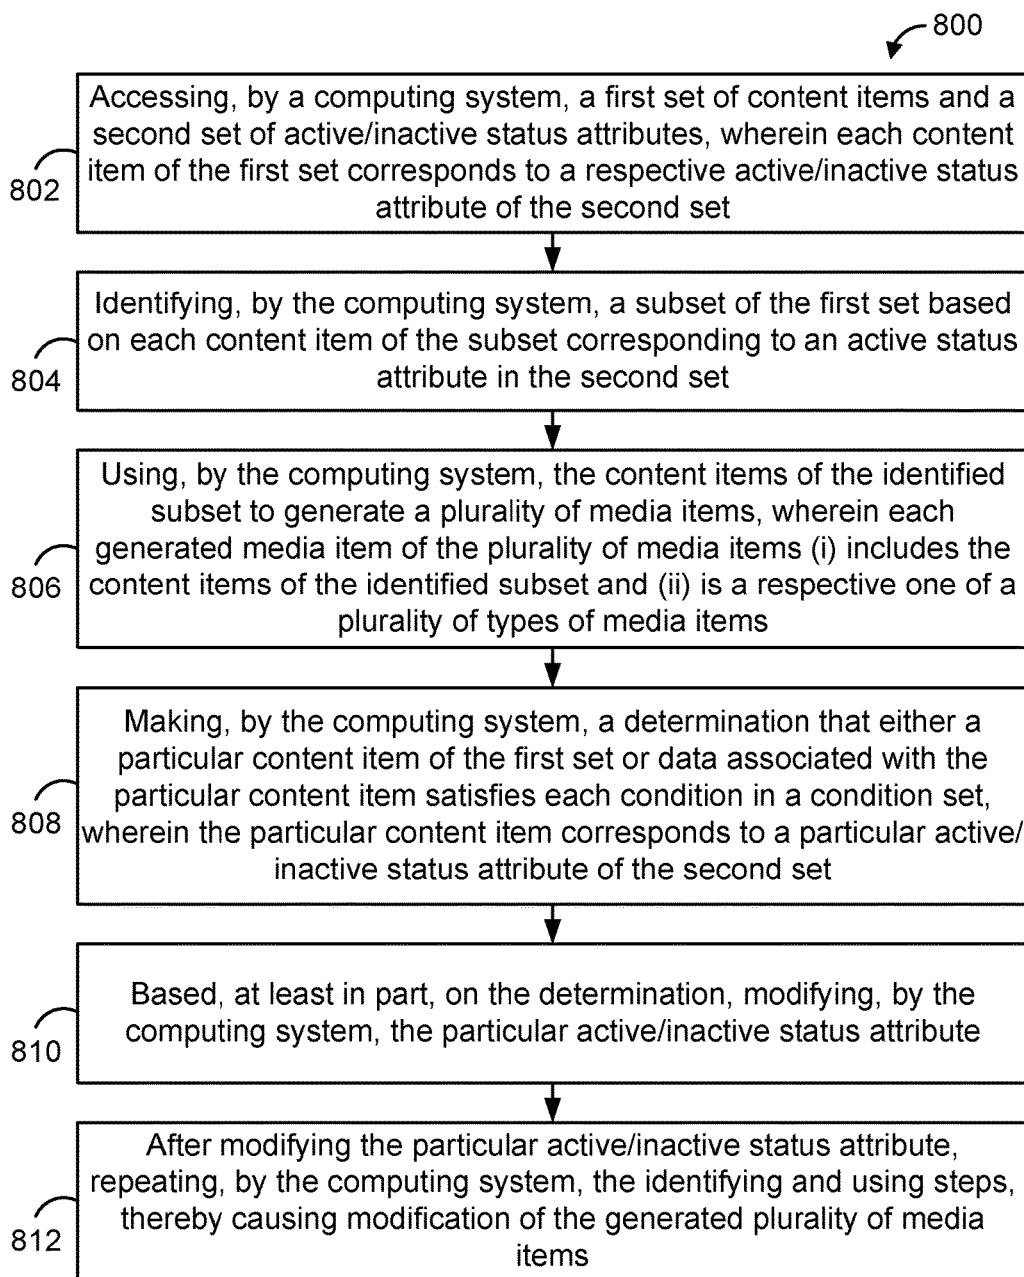 800
Accessing, by a computing system, a first set of content items and a
second set of active/inactive status attributes, wherein each content
item of the first set corresponds to a respective active/inactive status
attribute of the second set
802
Identifying, by the computing system, a subset of the first set based
on each content item of the subset corresponding to an active status
attribute in the second set
804
Using, by the computing system, the content items of the identified
subset to generate a plurality of media items, wherein each
generated media item of the plurality of media items (i) includes the
content items of the identified subset and (ii) is a respective one of a
plurality of types of media items
806
Making, by the computing system, a determination that either a
particular content item of the first set or data associated with the
particular content item satisfies each condition in a condition set,
wherein the particular content item corresponds to a particular active/
inactive status attribute of the second set
808
Based, at least in part, on the determination, modifying, by the
computing system, the particular active/inactive status attribute
810
After modifying the particular active/inactive status attribute,
repeating, by the computing system, the identifying and using steps,
thereby causing modification of the generated plurality of media
items
812